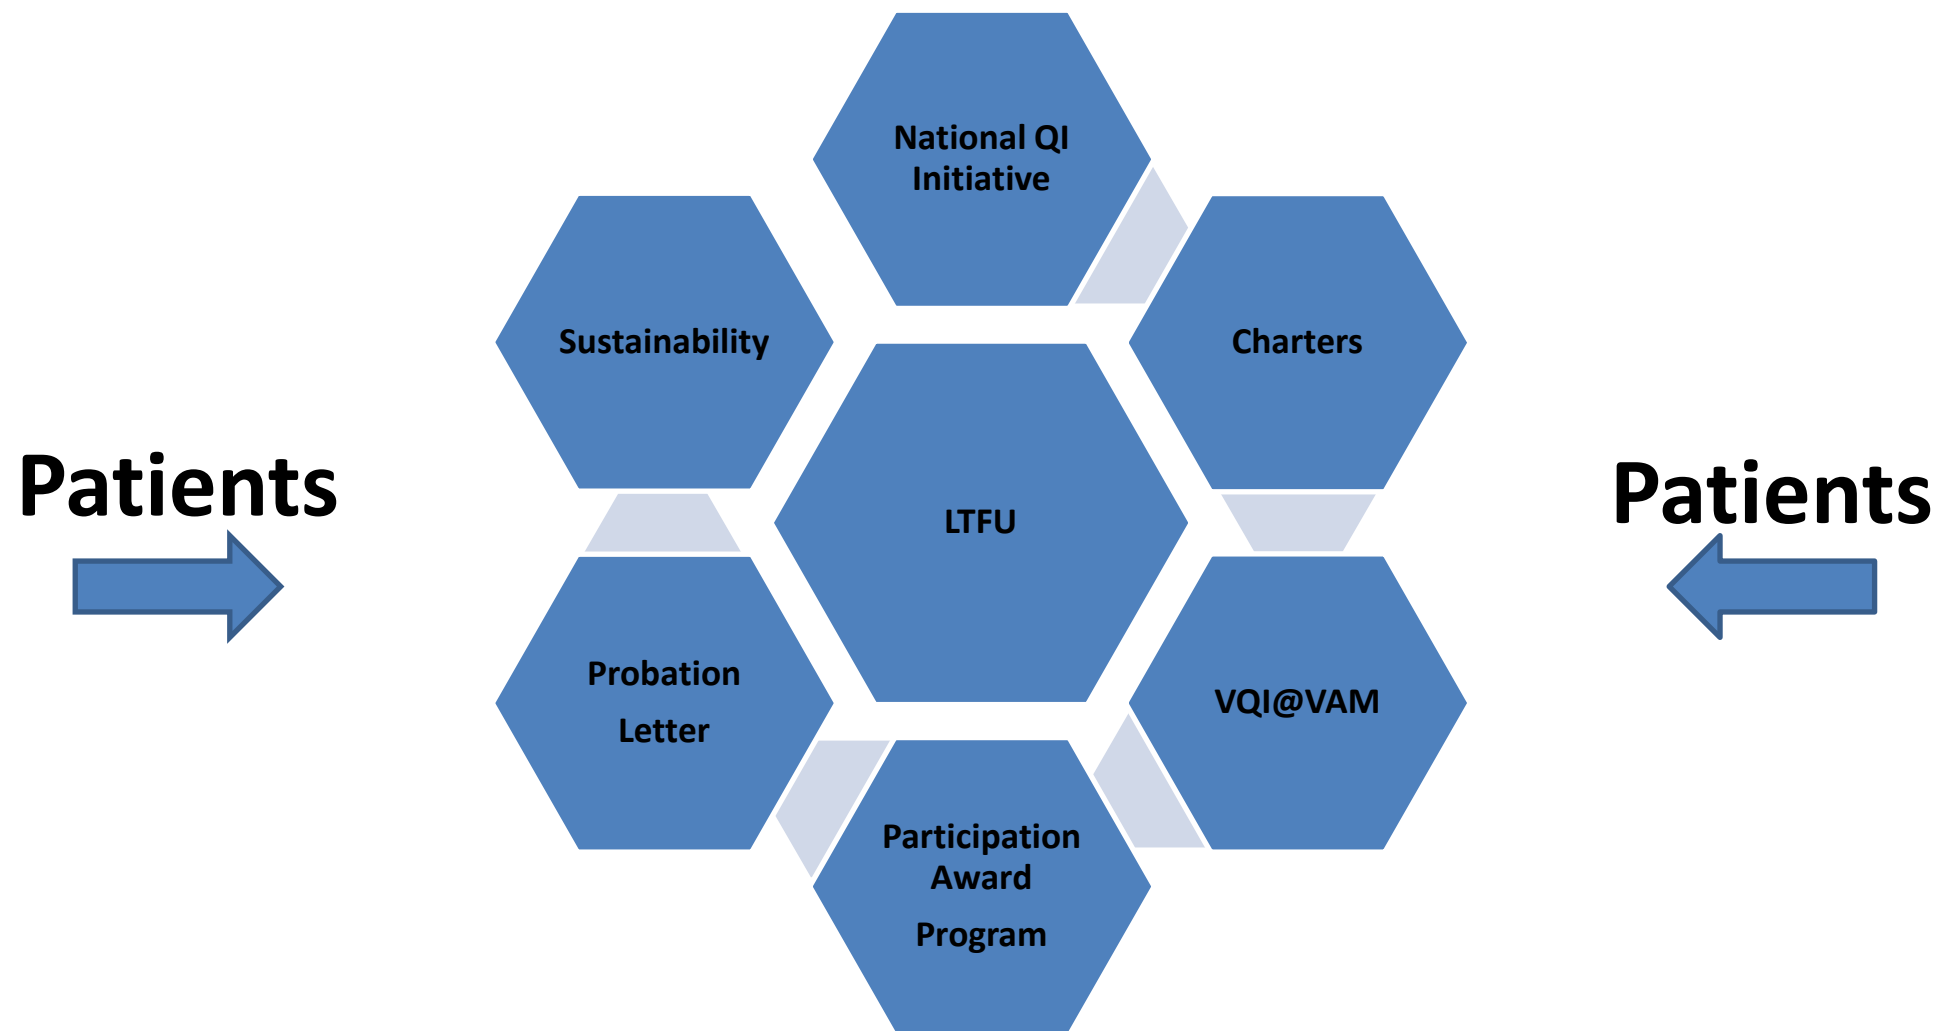 National QI
Initiative
Sustainability
Charters
Patients
Patients
LTFU
Probation
Letter
VQI@VAM
Participation
Award
Program